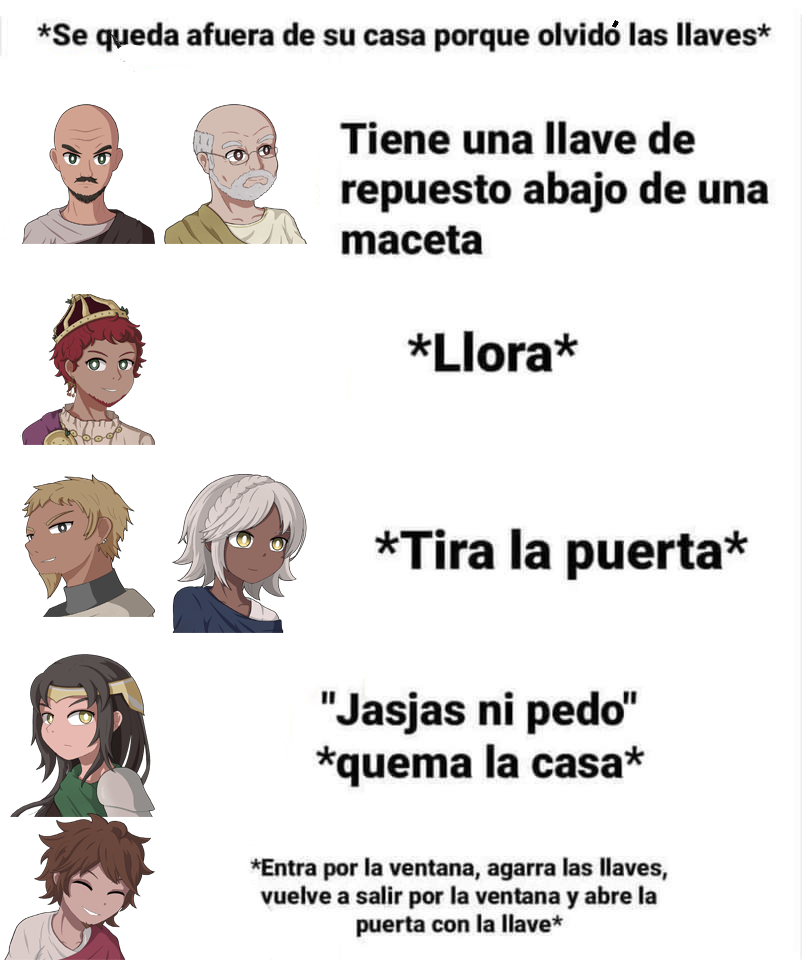 *Se queda afuera de su casa porque olvidó las llaves*
Tiene una llave de
repuesto abajo de una
maceta
*Llora*
*Tira la puerta*
"Jasjas ni pedo"
*quema la casa*
*Entra por la ventana, agarra las llaves,
vuelve a salir por la ventana y abre la
puerta con la llave*